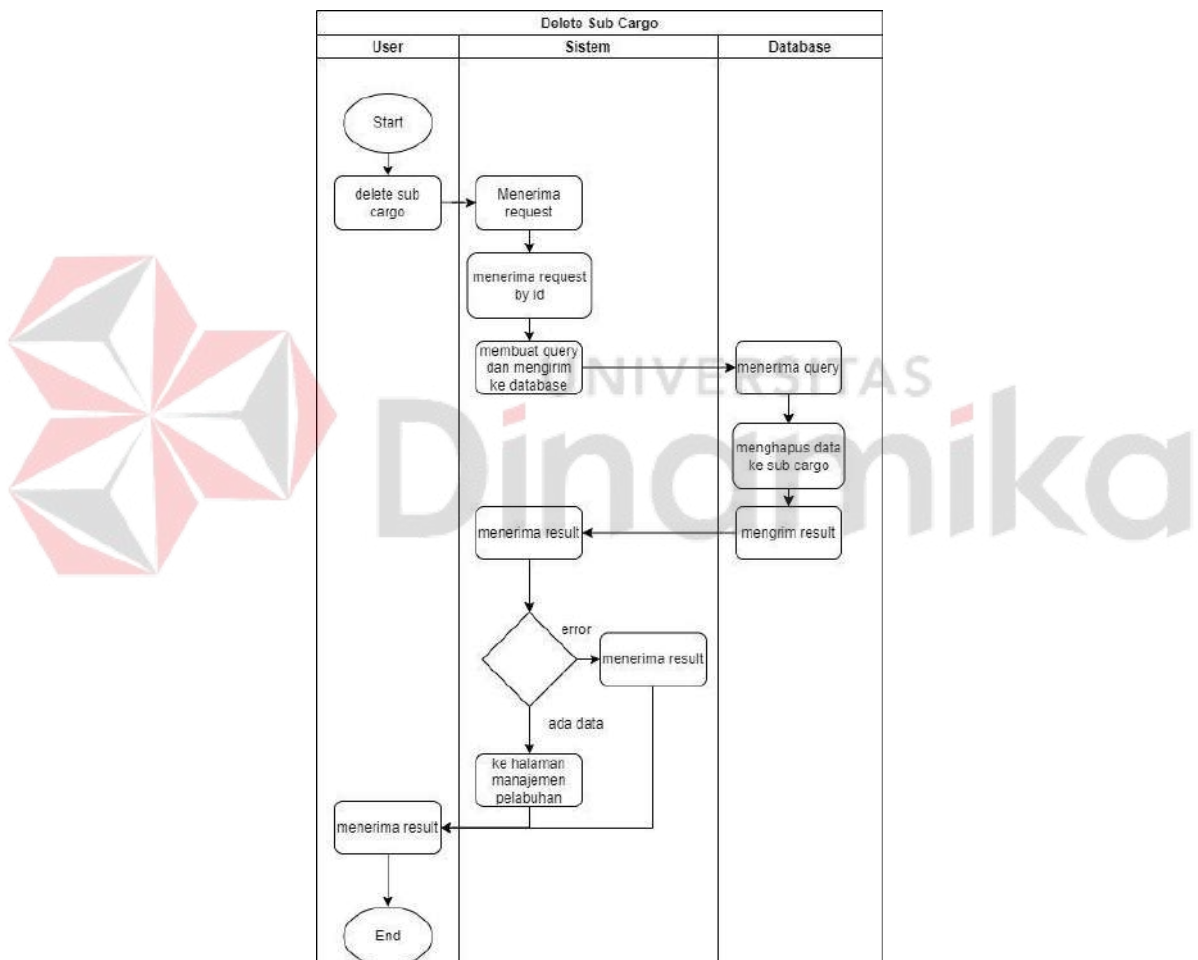 Delete Sub Cargo
User
Sistem
Database
Start
delete sub
cargo
Menerima
request
menerima request
by id
membuat query
dan mengirim
ke database
menerima query
UNIVERSITAS
Dinamika
menghapus data
ke sub cargo
menerima result
mengrim result
error
menerima result
ada data
ke halaman
manajemen
pelabuhan
menerima result
End